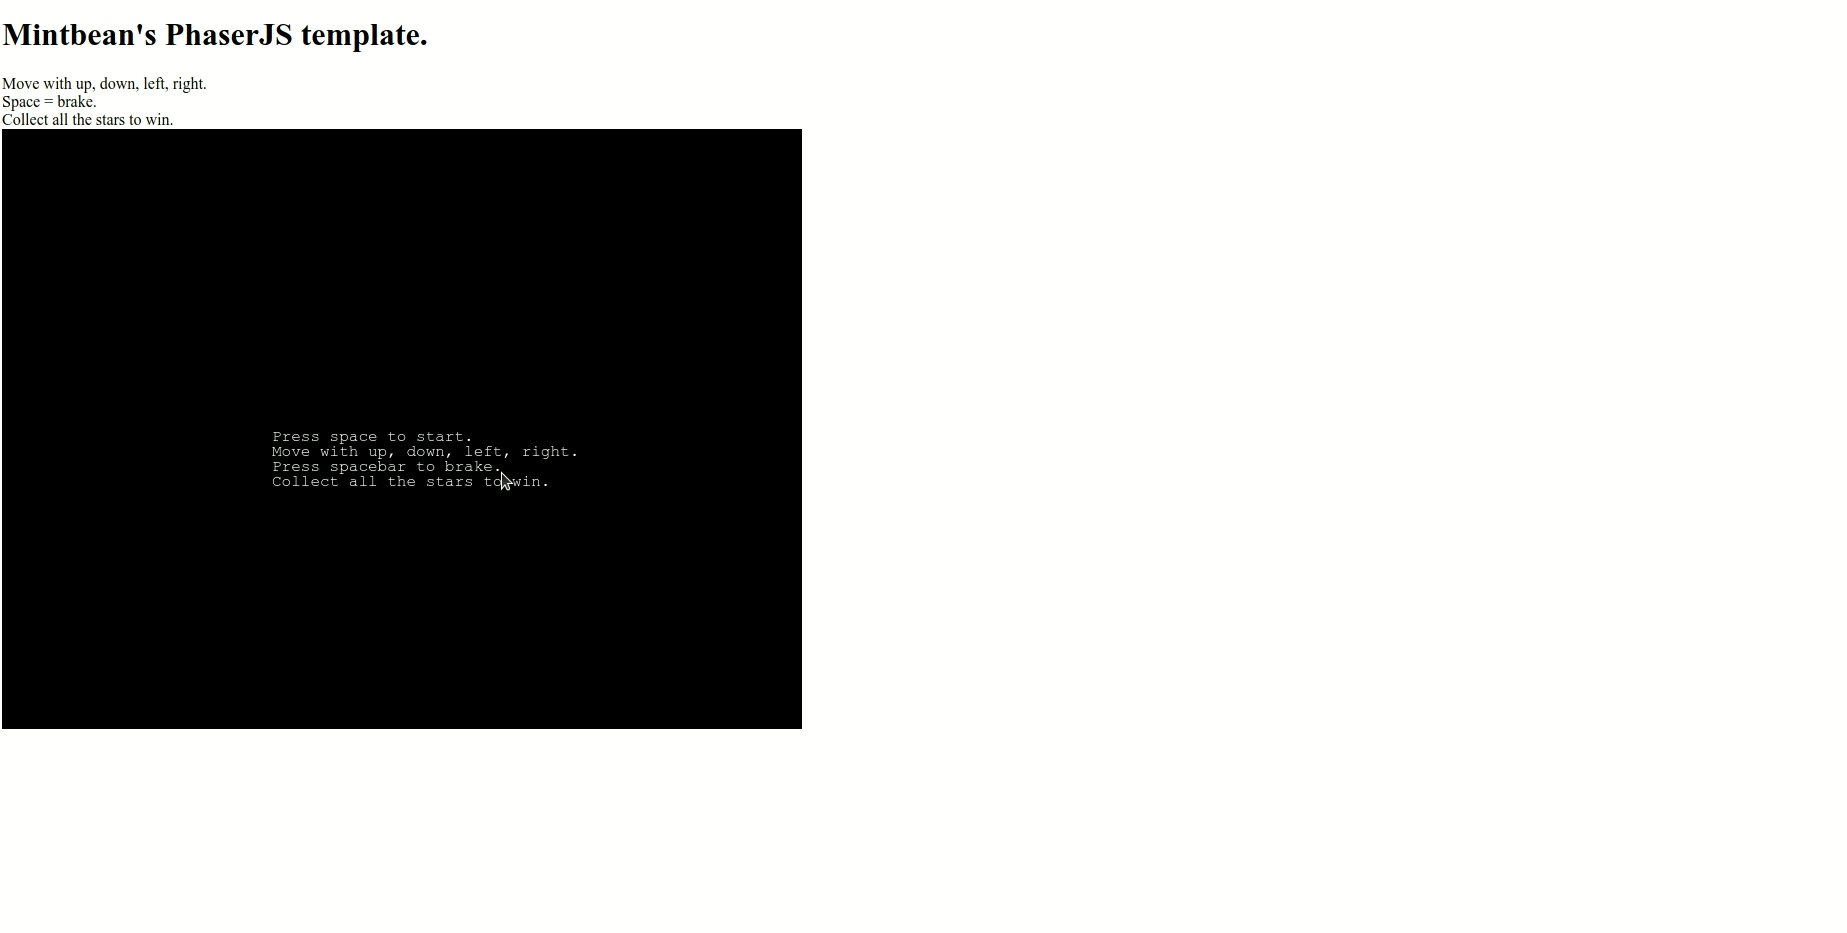 Mintbean's PhaserJS template.
Move with up, down, left, right.
Space = brake.
Collect all the stars to win.
Press space to start.
Move with up, down, left, right.
Press spacebar to brake.
Collect all the stars to win.